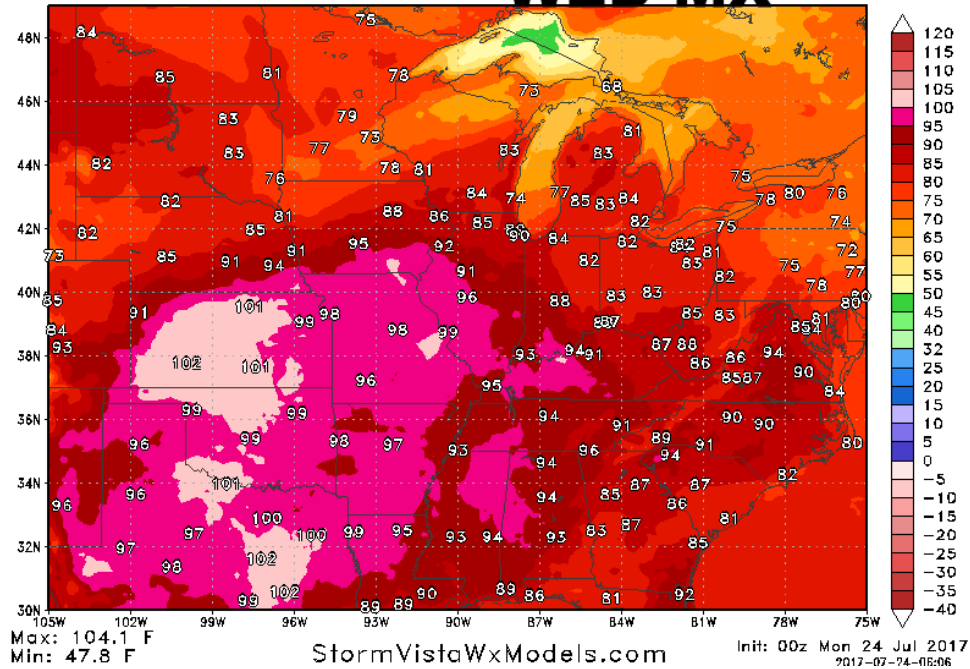 48N 84 75 120
85 81 78 115
46N 73 68 110
83 79 105
83 77 73 84 83 81 100
44N 82 78 81 95
76 75 90
82 88 84 74 77 85 83 84 78 80 76 85
81 86 85 82 80
42N 82 85 90 84 82 82 75 74 75
73 85 91 91 95 92 82 83 81 72 70
94 91 82 75 77 65
40N 85 96 88 83 83 78 80 60
91 101 98 87 85 83 81 55
84 99 98 99 89 50
93 93 94 91 87 88 94 45
38N 102 101 86 86 90 40
96 95 85 87 84 32
99 96 94 90 25
36N 91 89 20
96 99 98 97 93 96 89 91 80 15
94 94 10
34N 96 101 94 85 87 86 87 82 5
96 97 100 99 95 93 94 93 83 87 81 0
32N 97 102 100 82 -5
98 -10
99 102 89 89 90 89 86 81 92 -15
30N -20
105W 102W 99W 96W 93W 90W 87W 84W 81W 78W 75W -25
-30
-35
-40
Max: 104.1 F
Min: 47.8 F
StormVistaWxModels.com
Init: 00z Mon 24 Jul 2017
2017-07-24-06:06